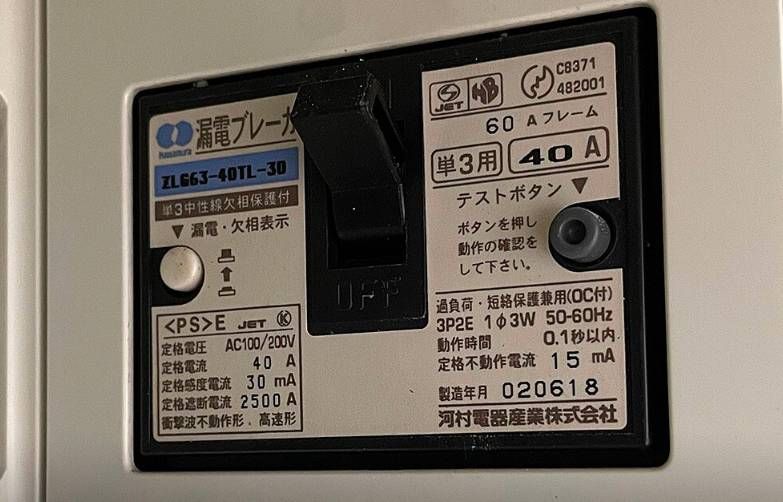 kawamura
漏電ブレーカ
ZLG63-40TL-30
単3中性線欠相保護付
▼漏電・欠相表示
<PS>E JET K
定格電圧 AC100/200V
定格電流 40 A
定格感度電流 30 mA
定格遮断電流 2500 A
衝撃波不動作形、高速形
OFF
JET
C8371
482001
60 Aフレーム
単3用 40 A
テストボタン▼
ボタンを押し
動作の確認を
して下さい。
過負荷・短絡保護兼用(OC付)
3P2E 1φ3W 50-60Hz
動作時間 0.1秒以内
定格不動作電流 15 mA
製造年月 020618
河村電器産業株式会社